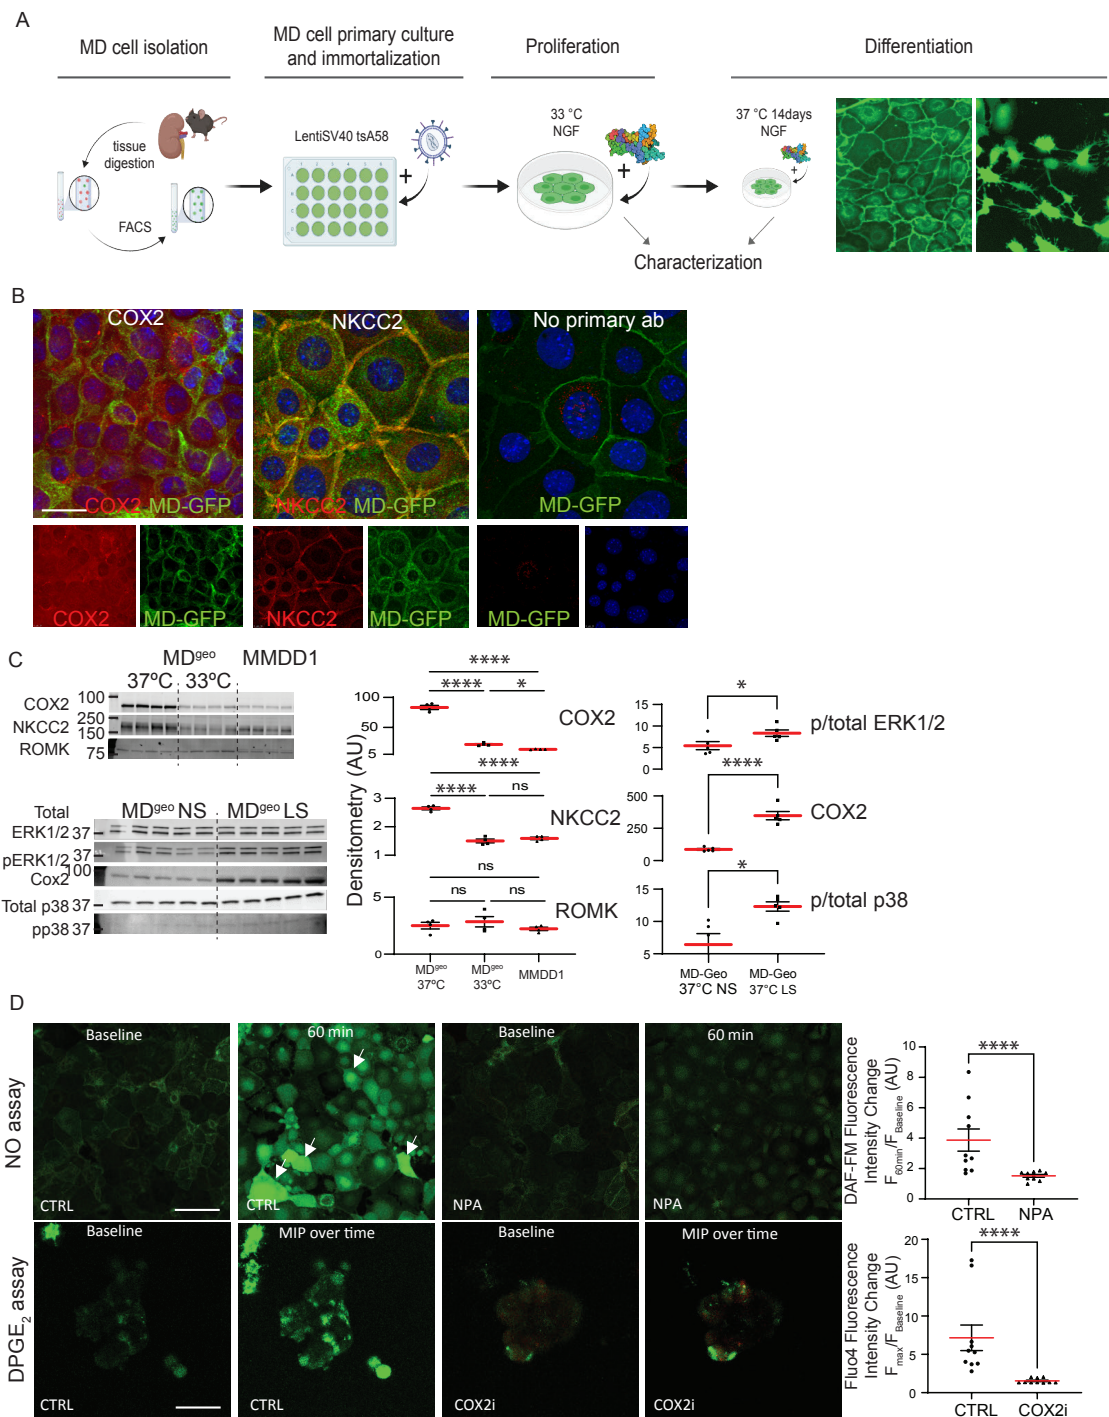 A
MD cell isolation
MD cell primary culture
and immortalization
Proliferation
Differentiation
tissue
digestion
FACS
LentiSV40 tsA58
+
33 °C
NGF
+
37 °C 14days
NGF
+
Characterization
B
COX2
COX2 MD-GFP
NKCC2
NKCC2 MD-GFP
No primary ab
MD-GFP
COX2
MD-GFP
NKCC2
MD-GFP
MD-GFP
C
MDgeo
MMDD1
37ºC
33ºC
COX2
100
NKCC2
250
150
ROMK
75
Total
ERK1/2
MDgeo NS
MDgeo LS
37
pERK1/2
37
Cox2
100
Total p38
37
pp38
37
Densitometry (AU)
****
****
*
100
50
5
COX2
****
****
ns
3
2
1
NKCC2
ns
ns
ns
5
0
ROMK
MDgeo
37ºC
MDgeo
33ºC
MMDD1
*
15
10
5
0
p/total ERK1/2
****
500
250
0
COX2
*
15
10
5
p/total p38
MD-Geo
37°C NS
MD-Geo
37°C LS
D
NO assay
Baseline
CTRL
60 min
CTRL
Baseline
NPA
60 min
NPA
DAF-FM Fluorescence
Intensity Change
F60min/FBaseline (AU)
10
8
6
4
2
0
****
CTRL
NPA
DPGE2 assay
Baseline
CTRL
MIP over time
CTRL
Baseline
COX2i
MIP over time
COX2i
Fluo4 Fluorescence
Intensity Change
Fmax/FBaseline (AU)
20
15
10
5
0
****
CTRL
COX2i